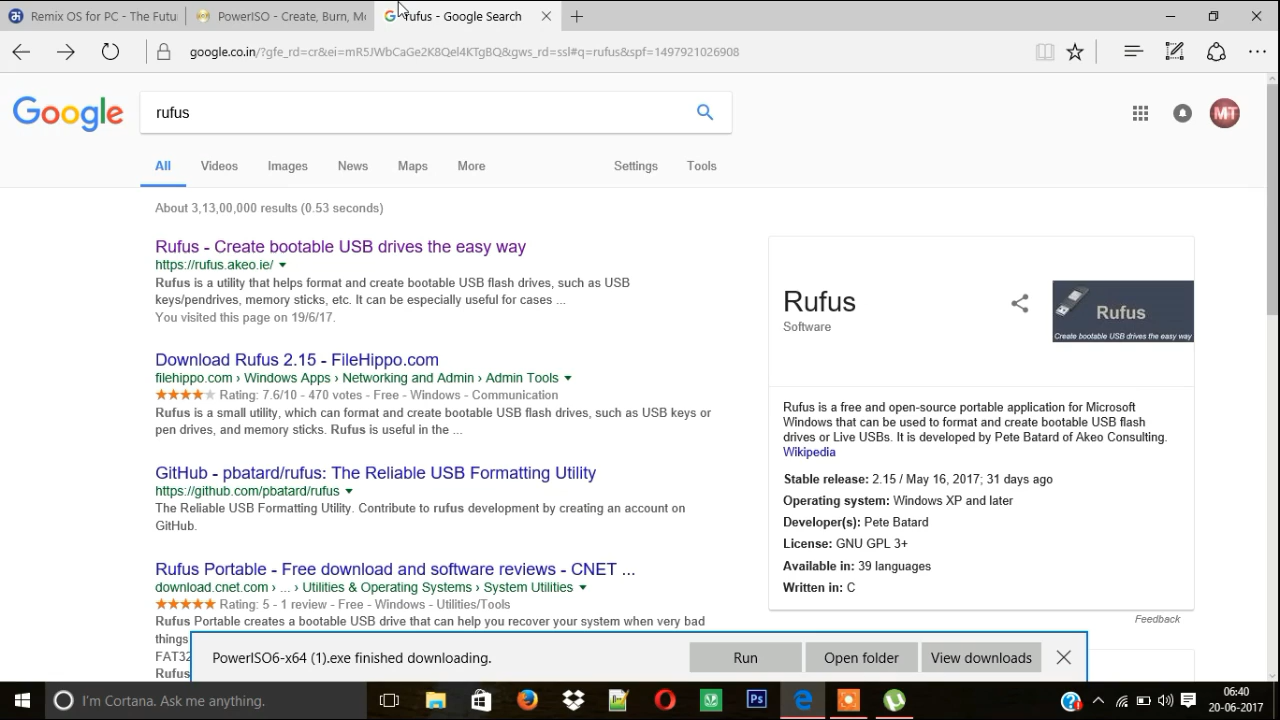 Remix OS for PC - The Futu
PowerISO - Create, Burn, Mo
rufus - Google Search
google.co.in/?gfe_rd=cr&ei=mR5JWbCaGe2K8Qel4KTgBQ&gws_rd=ssl#q=rufus&spf=1497921026908
Google
rufus
MT
All
Videos
Images
News
Maps
More
Settings
Tools
About 3,13,00,000 results (0.53 seconds)
Rufus - Create bootable USB drives the easy way
https://rufus.akeo.ie/
Rufus is a utility that helps format and create bootable USB flash drives, such as USB
keys/pendrives, memory sticks, etc. It can be especially useful for cases ...
You visited this page on 19/6/17.
Download Rufus 2.15 - FileHippo.com
filehippo.com › Windows Apps › Networking and Admin › Admin Tools
Rating: 7.6/10 - 470 votes - Free - Windows - Communication
Rufus is a small utility, which can format and create bootable USB flash drives, such as USB keys or
pen drives, and memory sticks. Rufus is useful in the ...
GitHub - pbatard/rufus: The Reliable USB Formatting Utility
https://github.com/pbatard/rufus
The Reliable USB Formatting Utility. Contribute to rufus development by creating an account on
GitHub.
Rufus Portable - Free download and software reviews - CNET ...
download.cnet.com › ... › Utilities & Operating Systems › System Utilities
Rating: 5 - 1 review - Free - Windows - Utilities/Tools
Rufus Portable creates a bootable USB drive that can help you recover your system when very bad
things
FAT32
Rufus
Rufus
Software
Rufus
Create bootable USB drives the easy way
Rufus is a free and open-source portable application for Microsoft
Windows that can be used to format and create bootable USB flash
drives or Live USBs. It is developed by Pete Batard of Akeo Consulting.
Wikipedia
Stable release: 2.15 / May 16, 2017; 31 days ago
Operating system: Windows XP and later
Developer(s): Pete Batard
License: GNU GPL 3+
Available in: 39 languages
Written in: C
Feedback
PowerISO6-x64 (1).exe finished downloading.
Run
Open folder
View downloads
I'm Cortana. Ask me anything.
Ps
06:40
20-06-2017